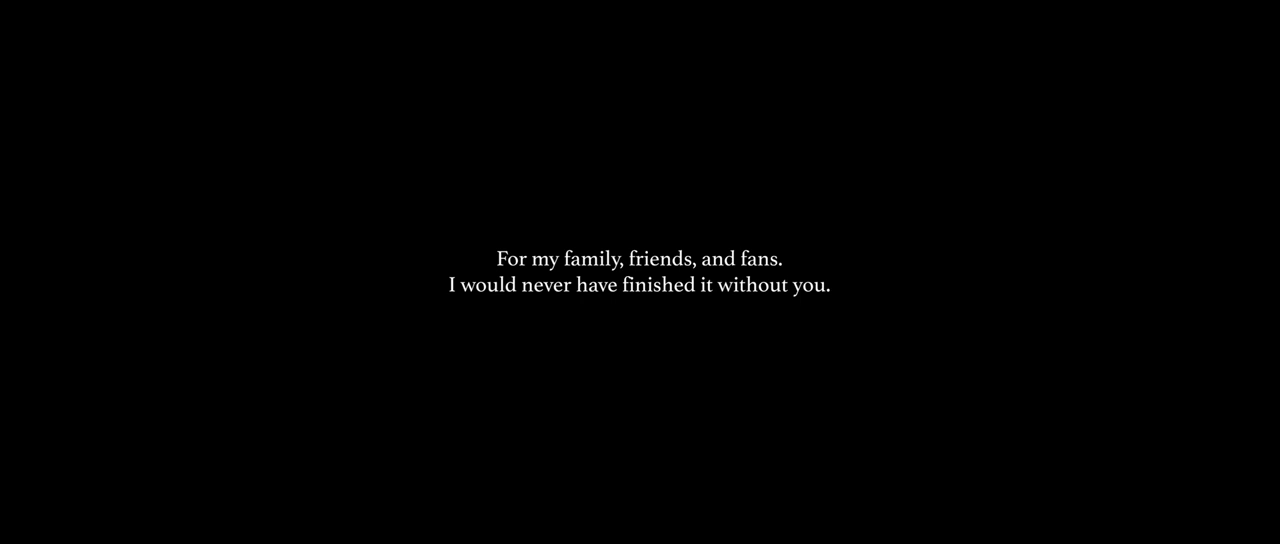 For my family, friends, and fans.
I would never have finished it without you.